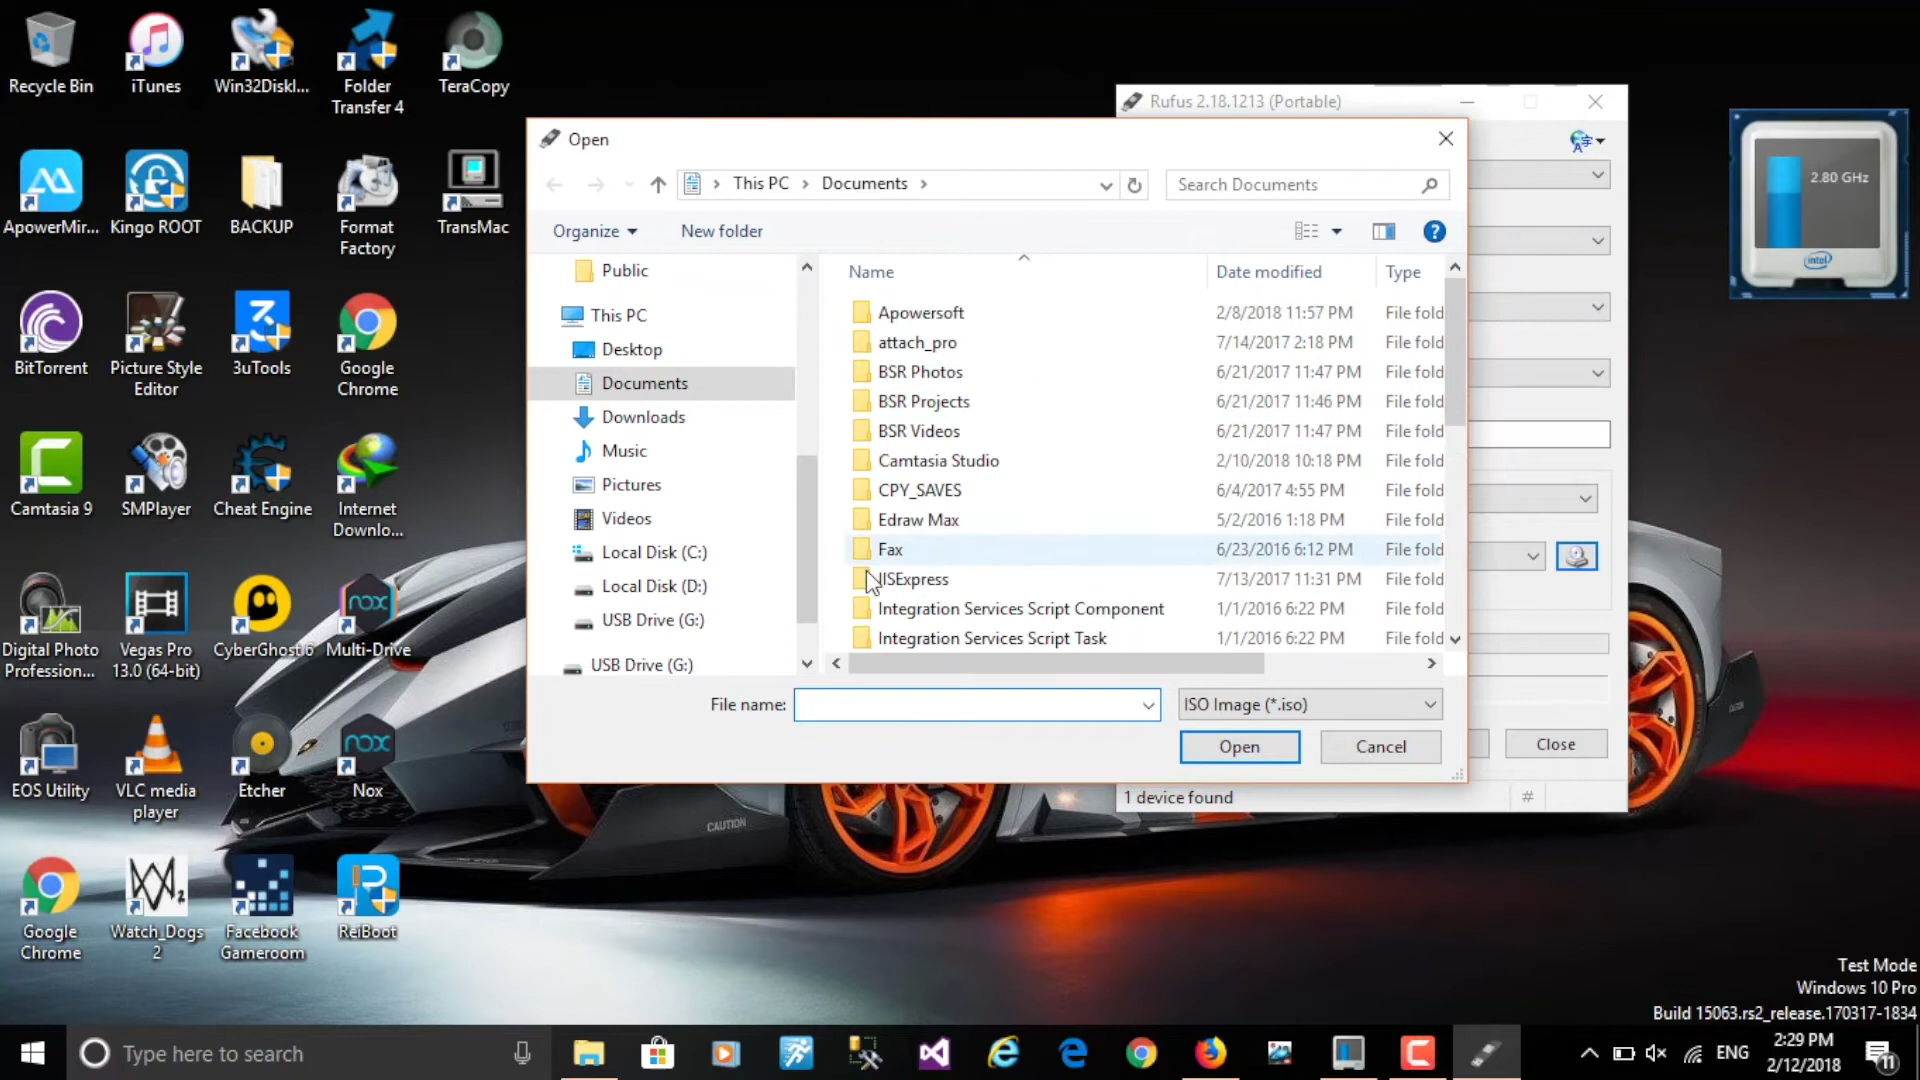 Recycle Bin
iTunes
Win32DiskI...
Folder
Transfer 4
TeraCopy
ApowerMir...
Kingo ROOT
BACKUP
Format
Factory
TransMac
BitTorrent
Picture Style
Editor
3uTools
Google
Chrome
Camtasia 9
SMPlayer
Cheat Engine
Internet
Downlo...
Digital Photo
Profession...
Vegas Pro
13.0 (64-bit)
CyberGhost 6
nox
Multi-Drive
EOS Utility
VLC media
player
Etcher
nox
Nox
Google
Chrome
Watch_Dogs
2
Facebook
Gameroom
ReiBoot
Rufus 2.18.1213 (Portable)
Close
1 device found
#
Open
This PC
Documents
Search Documents
Organize
New folder
Public
This PC
Desktop
Documents
Downloads
Music
Pictures
Videos
Local Disk (C:)
Local Disk (D:)
USB Drive (G:)
USB Drive (G:)
Name Date modified Type
Apowersoft 2/8/2018 11:57 PM File fold
attach_pro 7/14/2017 2:18 PM File fold
BSR Photos 6/21/2017 11:47 PM File fold
BSR Projects 6/21/2017 11:46 PM File fold
BSR Videos 6/21/2017 11:47 PM File fold
Camtasia Studio 2/10/2018 10:18 PM File fold
CPY_SAVES 6/4/2017 4:55 PM File fold
Edraw Max 5/2/2016 1:18 PM File fold
Fax 6/23/2016 6:12 PM File fold
IISExpress 7/13/2017 11:31 PM File fold
Integration Services Script Component 1/1/2016 6:22 PM File fold
Integration Services Script Task 1/1/2016 6:22 PM File fold
File name:
ISO Image (*.iso)
Open
Cancel
2.80 GHz
intel
CAUTION
Test Mode
Windows 10 Pro
Build 15063.rs2_release.170317-1834
Type here to search
ENG
2:29 PM
2/12/2018
11